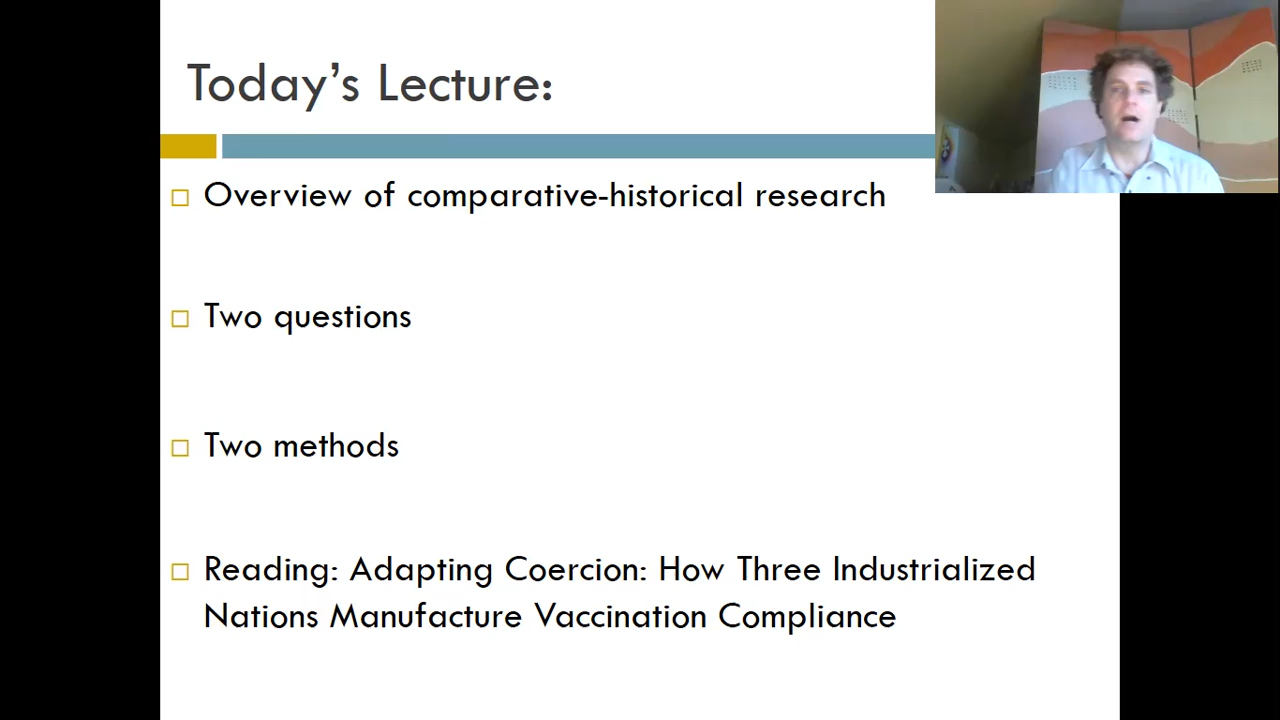 Today's Lecture:
Overview of comparative-historical research
Two questions
Two methods
Reading: Adapting Coercion: How Three Industrialized
Nations Manufacture Vaccination Compliance